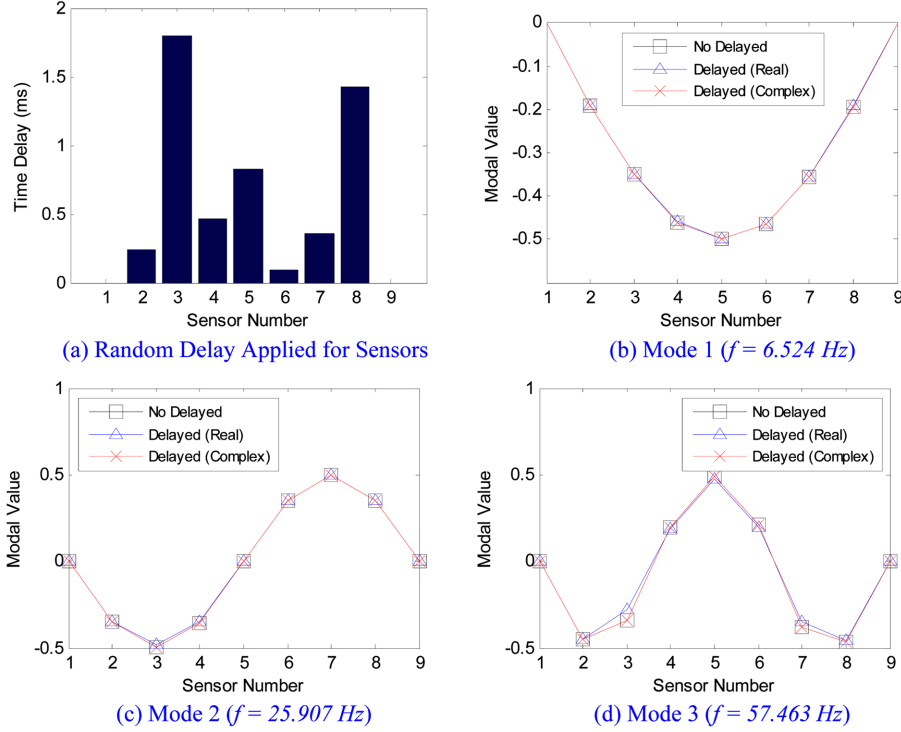 2
1.5
1
0.5
0
Time Delay (ms)
1 2 3 4 5 6 7 8 9
Sensor Number
(a) Random Delay Applied for Sensors
0
-0.1
-0.2
-0.3
-0.4
-0.5
Modal Value
No Delayed
Delayed (Real)
Delayed (Complex)
1 2 3 4 5 6 7 8 9
Sensor Number
(b) Mode 1 (f = 6.524 Hz)
1
0.5
0
-0.5
Modal Value
No Delayed
Delayed (Real)
Delayed (Complex)
1 2 3 4 5 6 7 8 9
Sensor Number
(c) Mode 2 (f = 25.907 Hz)
1
0.5
0
-0.5
Modal Value
No Delayed
Delayed (Real)
Delayed (Complex)
1 2 3 4 5 6 7 8 9
Sensor Number
(d) Mode 3 (f = 57.463 Hz)